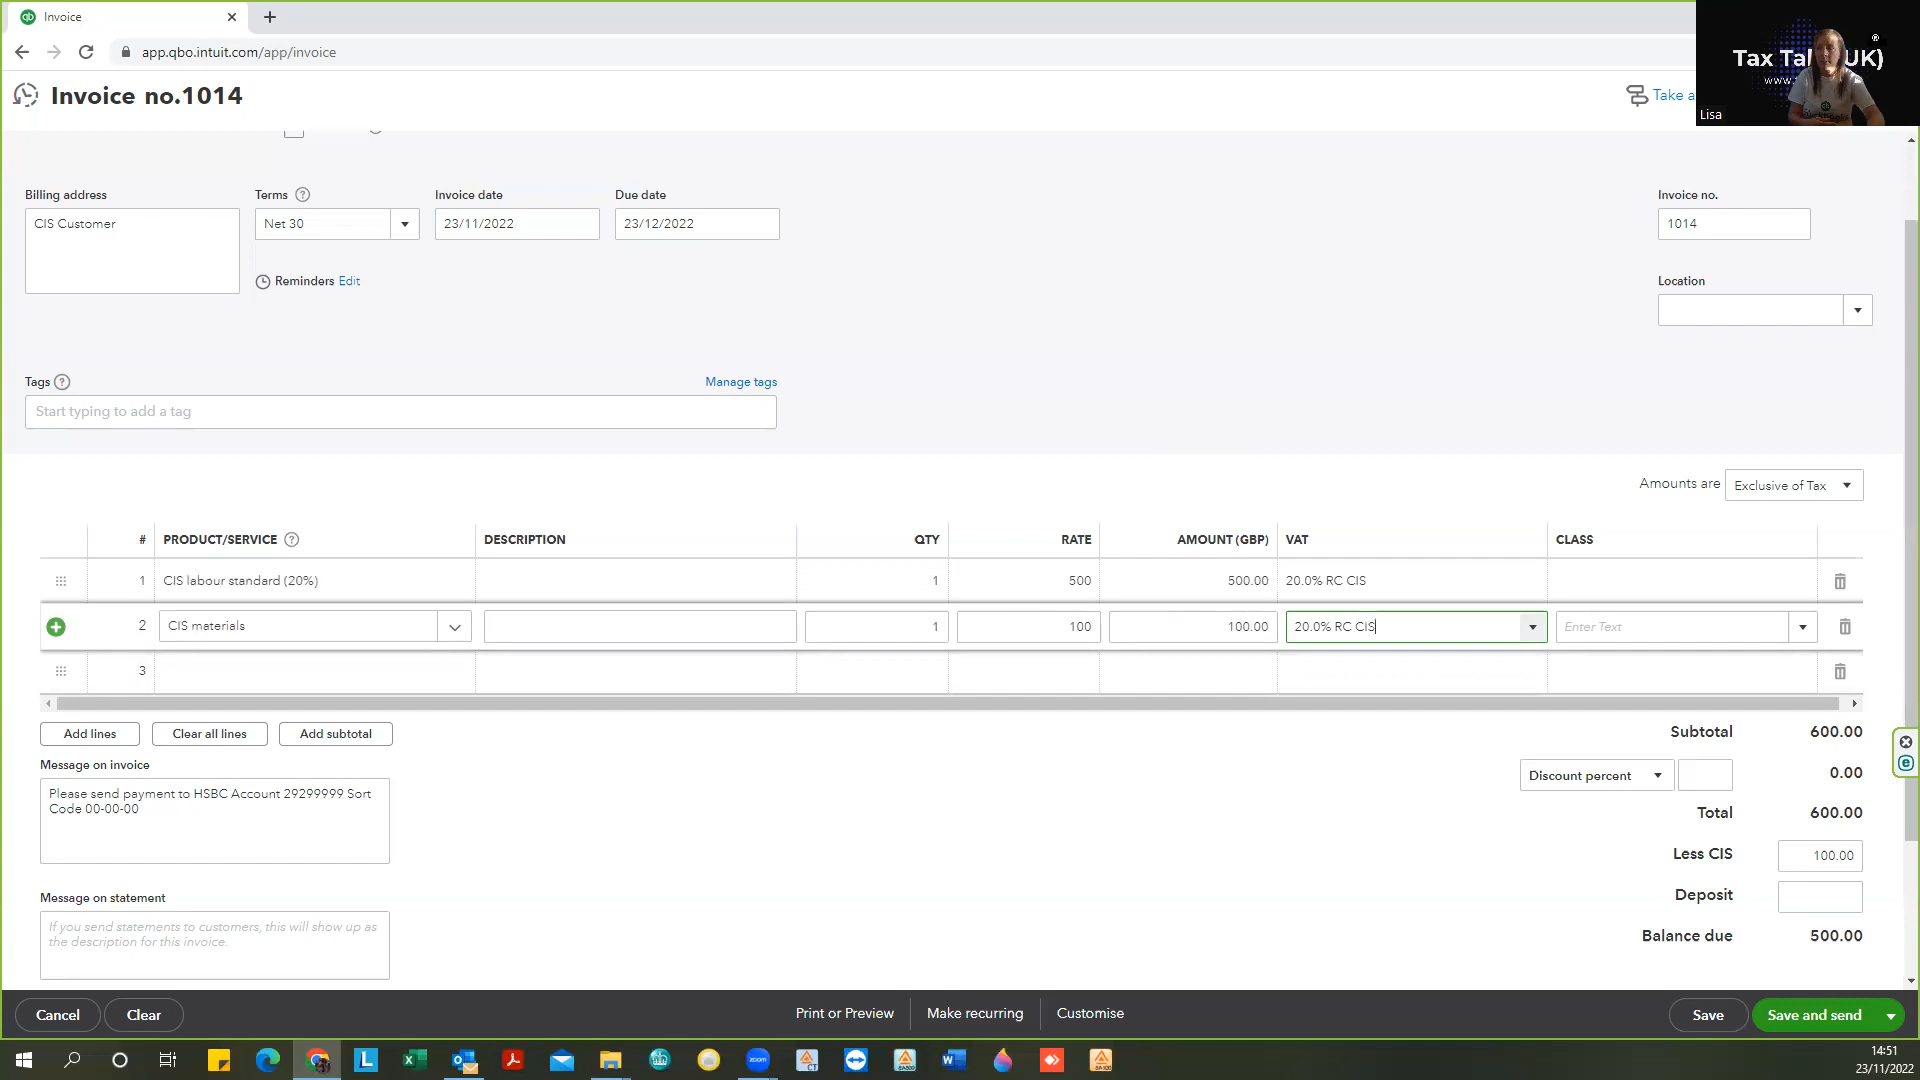 Invoice
app.qbo.intuit.com/app/invoice
Tax Ta UK)
®
www.
Lisa
Invoice no.1014
Take a
Billing address
Terms
Invoice date
Due date
Invoice no.
CIS Customer
Net 30
23/11/2022
23/12/2022
1014
Reminders Edit
Location
Tags
Manage tags
Start typing to add a tag
Amounts are Exclusive of Tax
# PRODUCT/SERVICE DESCRIPTION QTY RATE AMOUNT (GBP) VAT CLASS
1 CIS labour standard (20%) 1 500 500.00 20.0% RC CIS
2 CIS materials 1 100 100.00 20.0% RC CIS Enter Text
3
Add lines Clear all lines Add subtotal
Subtotal 600.00
Message on invoice
Please send payment to HSBC Account 29299999 Sort
Code 00-00-00
Discount percent 0.00
Total 600.00
Less CIS 100.00
Message on statement
If you send statements to customers, this will show up as
the description for this invoice.
Deposit
Balance due 500.00
Cancel Clear Print or Preview Make recurring Customise Save Save and send
14:51
23/11/2022